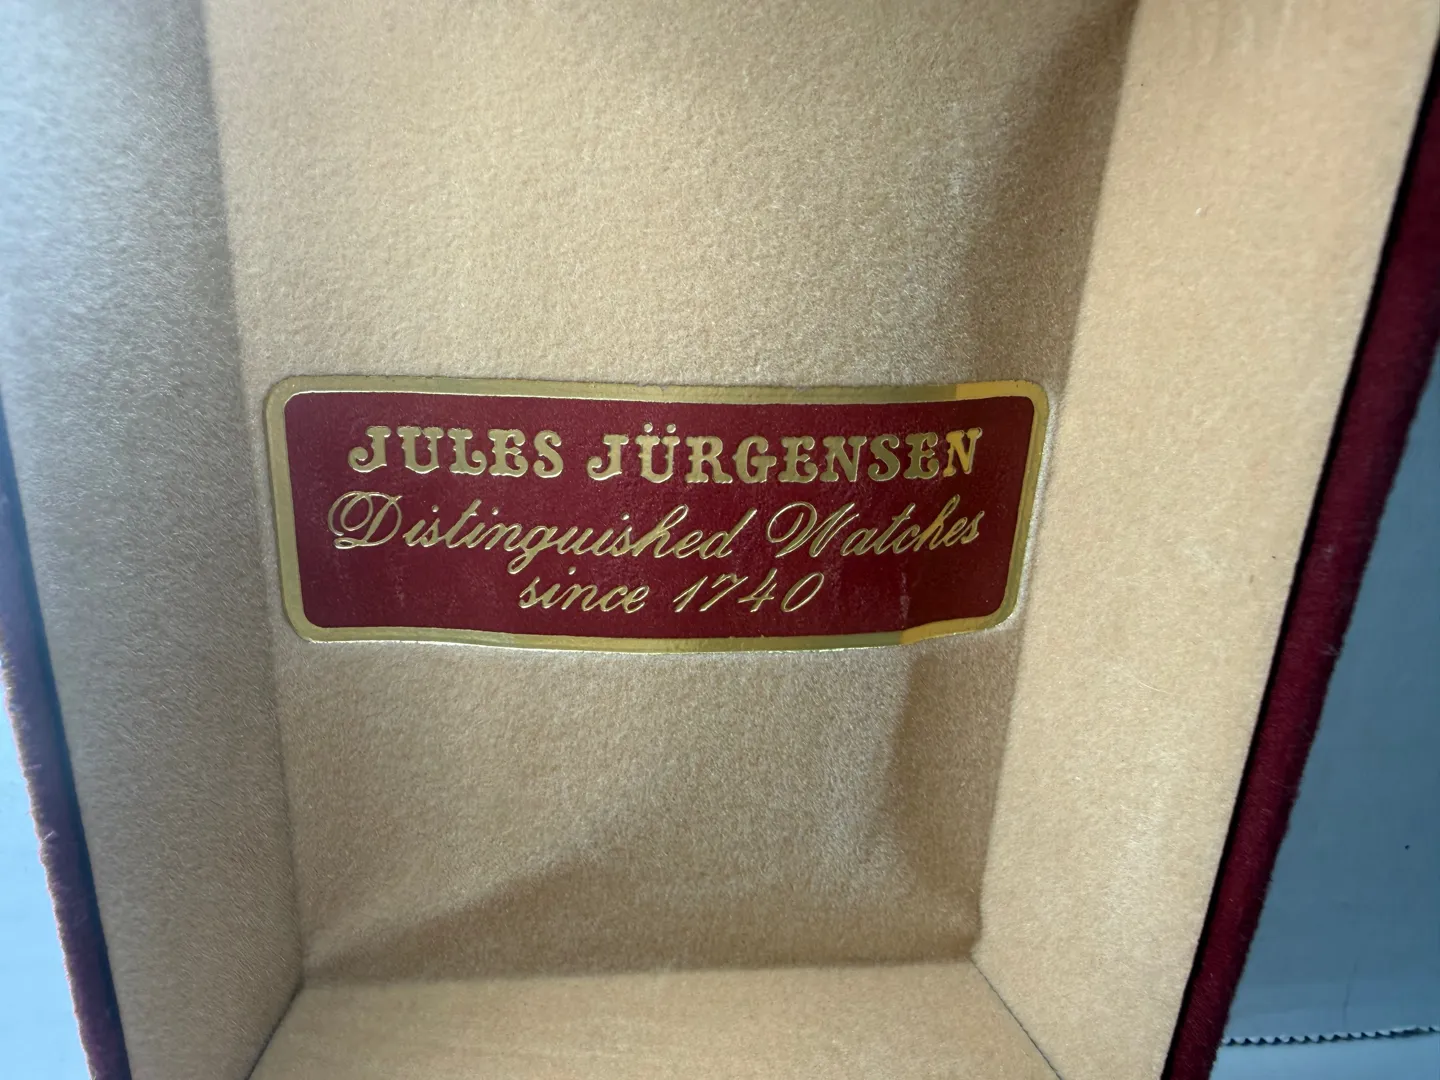 JULES JÜRGENSEN
Distinguished Watches
since 1740